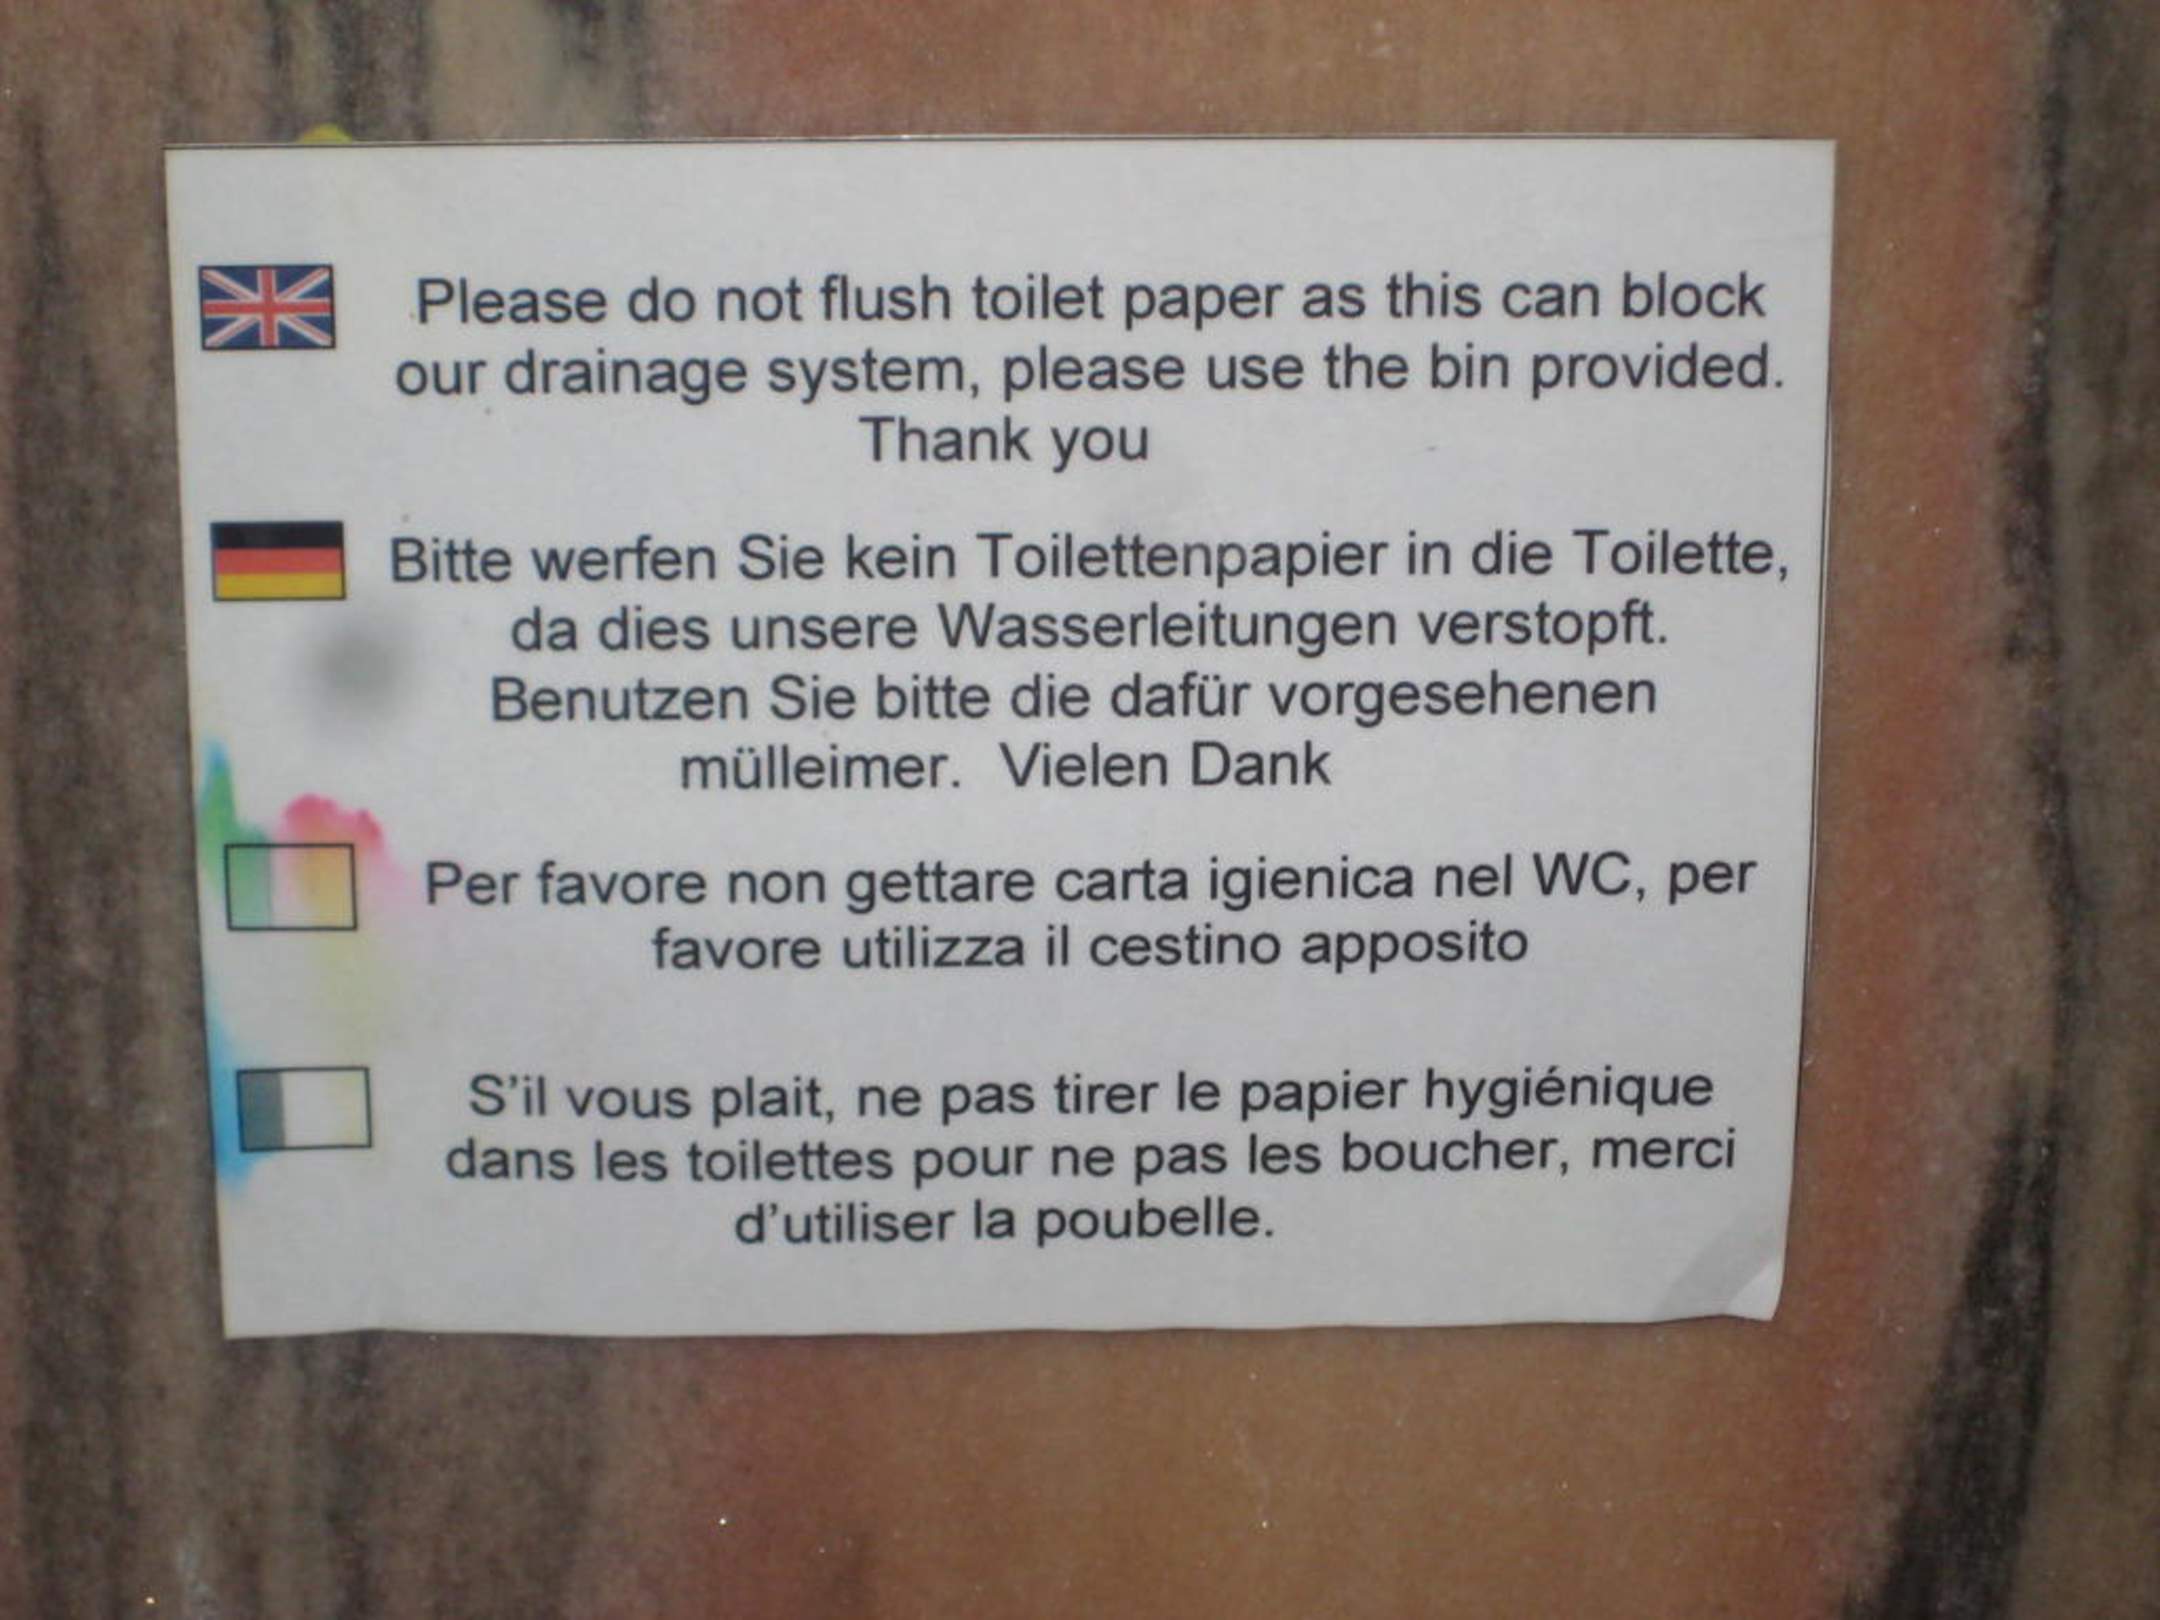 Please do not flush toilet paper as this can block
our drainage system, please use the bin provided.
Thank you
Bitte werfen Sie kein Toilettenpapier in die Toilette,
da dies unsere Wasserleitungen verstopft.
Benutzen Sie bitte die dafür vorgesehenen
mülleimer.  Vielen Dank
Per favore non gettare carta igienica nel WC, per
favore utilizza il cestino apposito
S’il vous plait, ne pas tirer le papier hygiénique
dans les toilettes pour ne pas les boucher, merci
d’utiliser la poubelle.